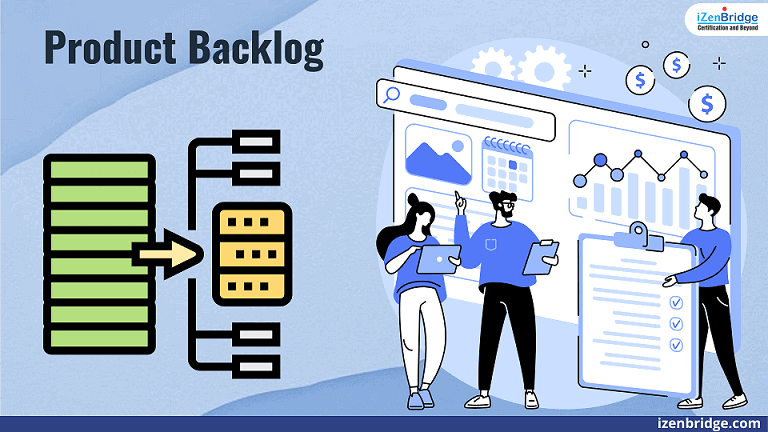 Product Backlog
iZenBridge
Certification and Beyond
$
$
$
izenbridge.com